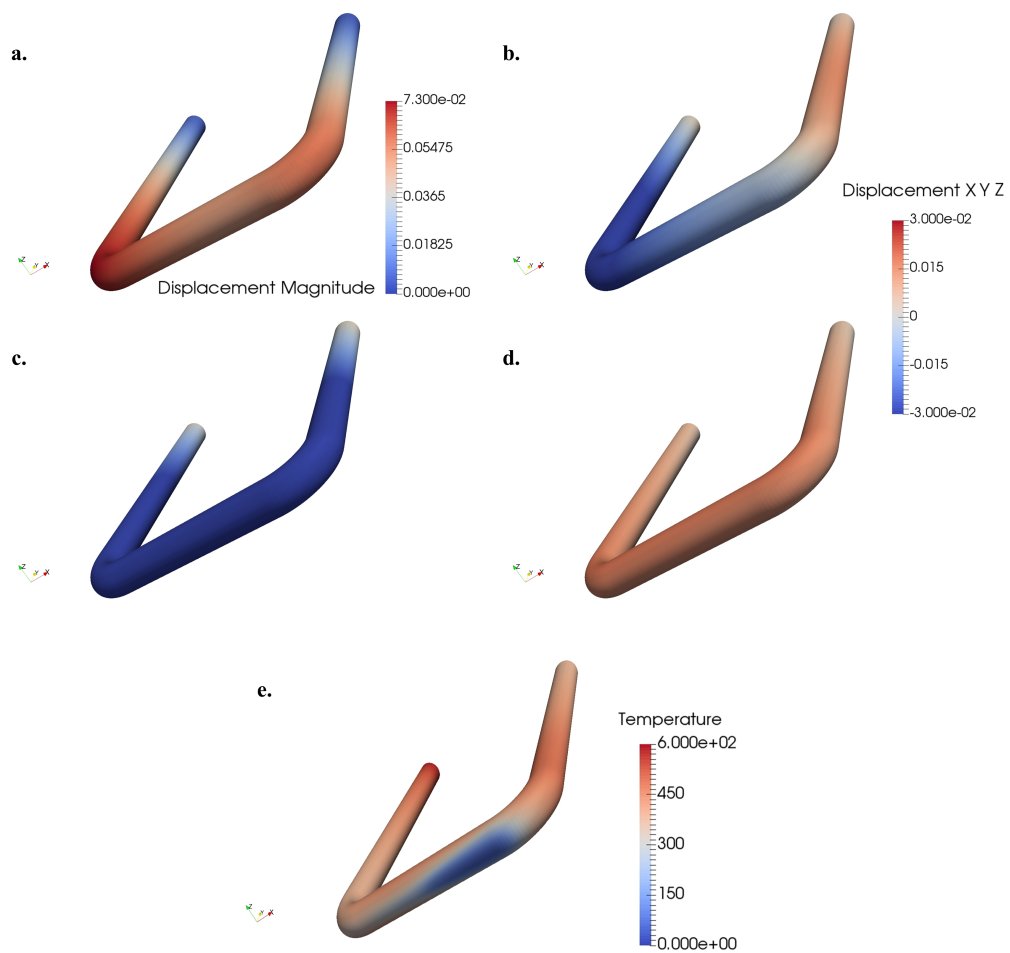 a.
b.
7.300e-02
0.05475
0.0365
0.01825
0.000e+00
Displacement Magnitude
Z
Y
X
Z
Y
X
Displacement X Y Z
3.000e-02
0.015
0
-0.015
-3.000e-02
c.
d.
Z
Y
X
Z
Y
X
e.
Temperature
6.000e+02
450
300
150
0.000e+00
Z
Y
X